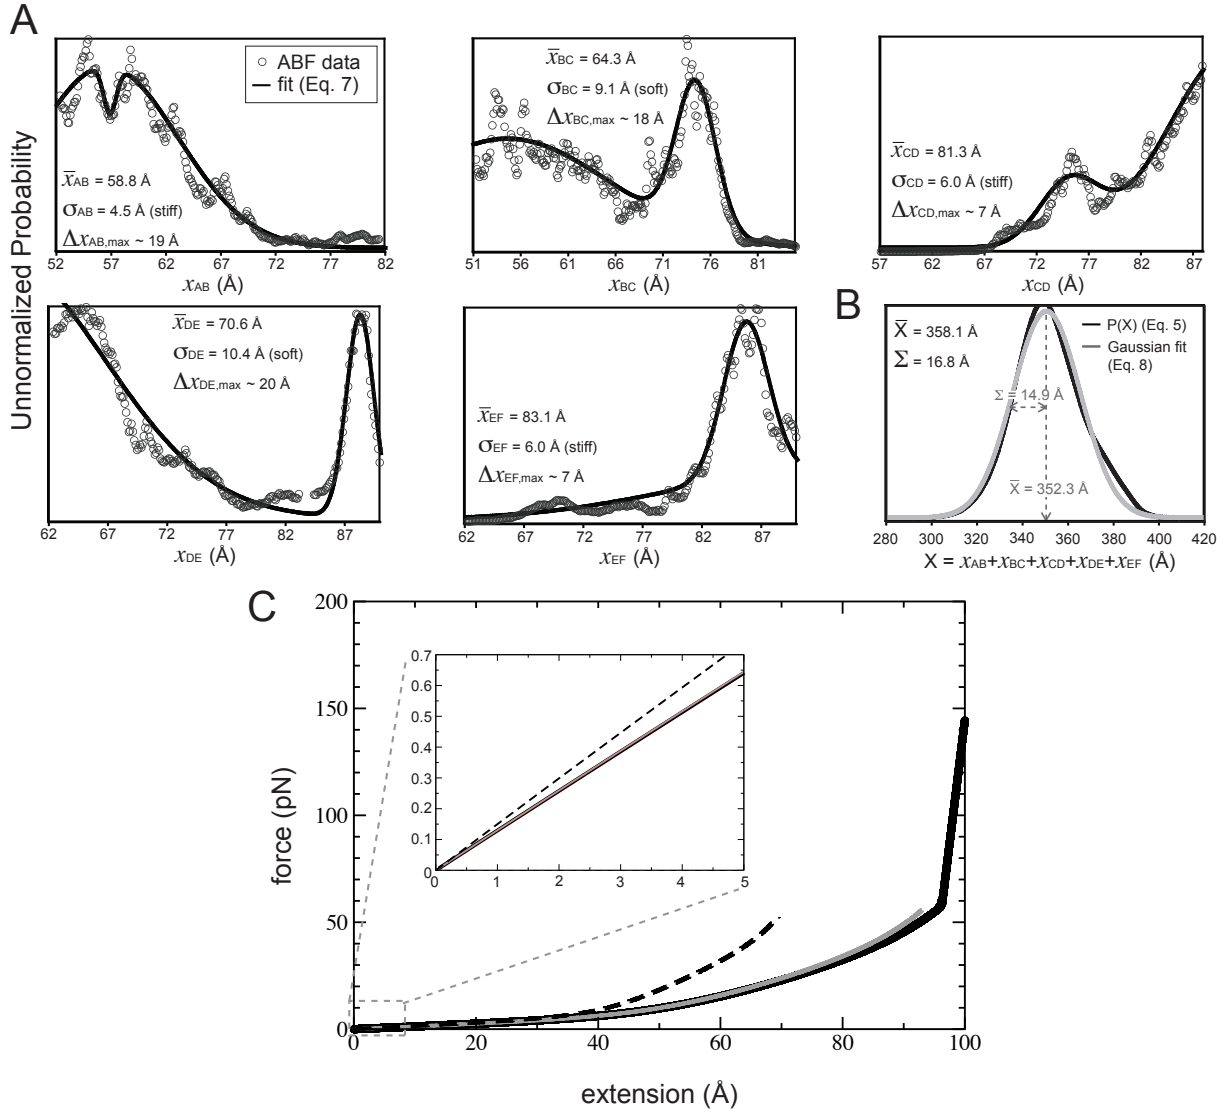 A
Unnormalized Probability
ABF data
fit (Eq. 7)
x̄AB = 58.8 Å
σAB = 4.5 Å (stiff)
ΔxAB,max ~ 19 Å
52 57 62 67 72 77 82
xAB (Å)
x̄BC = 64.3 Å
σBC = 9.1 Å (soft)
ΔxBC,max ~ 18 Å
51 56 61 66 71 76 81
xBC (Å)
x̄CD = 81.3 Å
σCD = 6.0 Å (stiff)
ΔxCD,max ~ 7 Å
57 62 67 72 77 82 87
xCD (Å)
x̄DE = 70.6 Å
σDE = 10.4 Å (soft)
ΔxDE,max ~ 20 Å
62 67 72 77 82 87
xDE (Å)
x̄EF = 83.1 Å
σEF = 6.0 Å (stiff)
ΔxEF,max ~ 7 Å
62 67 72 77 82 87
xEF (Å)
B
X̄ = 358.1 Å
Σ = 16.8 Å
P(X) (Eq. 5)
Gaussian fit
(Eq. 8)
Σ = 14.9 Å
X̄ = 352.3 Å
280 300 320 340 360 380 400 420
X = xAB+xBC+xCD+xDE+xEF (Å)
C
200
150
100
50
0
force (pN)
0.7
0.6
0.5
0.4
0.3
0.2
0.1
0
0 1 2 3 4 5
0 20 40 60 80 100
extension (Å)